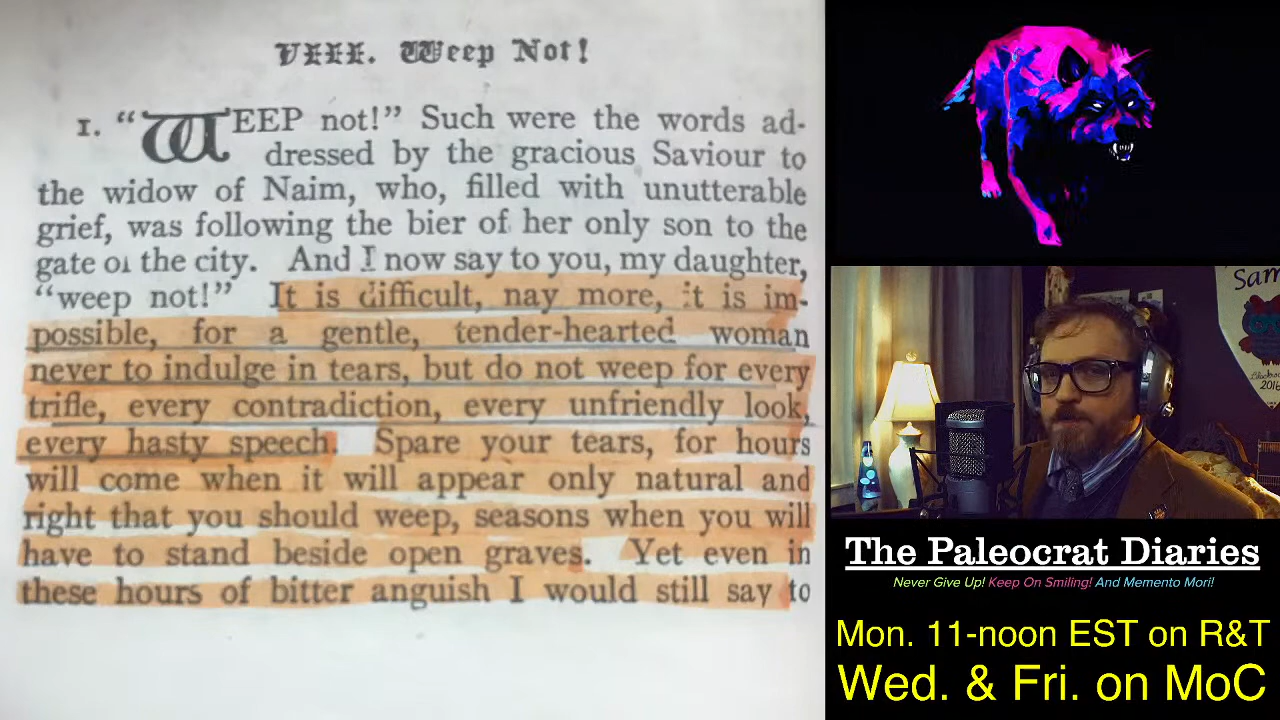 VIII. Weep Not!
1. “WEEP not!” Such were the words ad-
dressed by the gracious Saviour to
the widow of Naim, who, filled with unutterable
grief, was following the bier of her only son to the
gate of the city. And I now say to you, my daughter,
“weep not!” It is difficult, nay more, it is im-
possible, for a gentle, tender-hearted woman
never to indulge in tears, but do not weep for every
trifle, every contradiction, every unfriendly look,
every hasty speech. Spare your tears, for hours
will come when it will appear only natural and
right that you should weep, seasons when you will
have to stand beside open graves. Yet even in
these hours of bitter anguish I would still say to
Sam
2016
The Paleocrat Diaries
Never Give Up! Keep On Smiling! And Memento Mori!
Mon. 11-noon EST on R&T
Wed. & Fri. on MoC